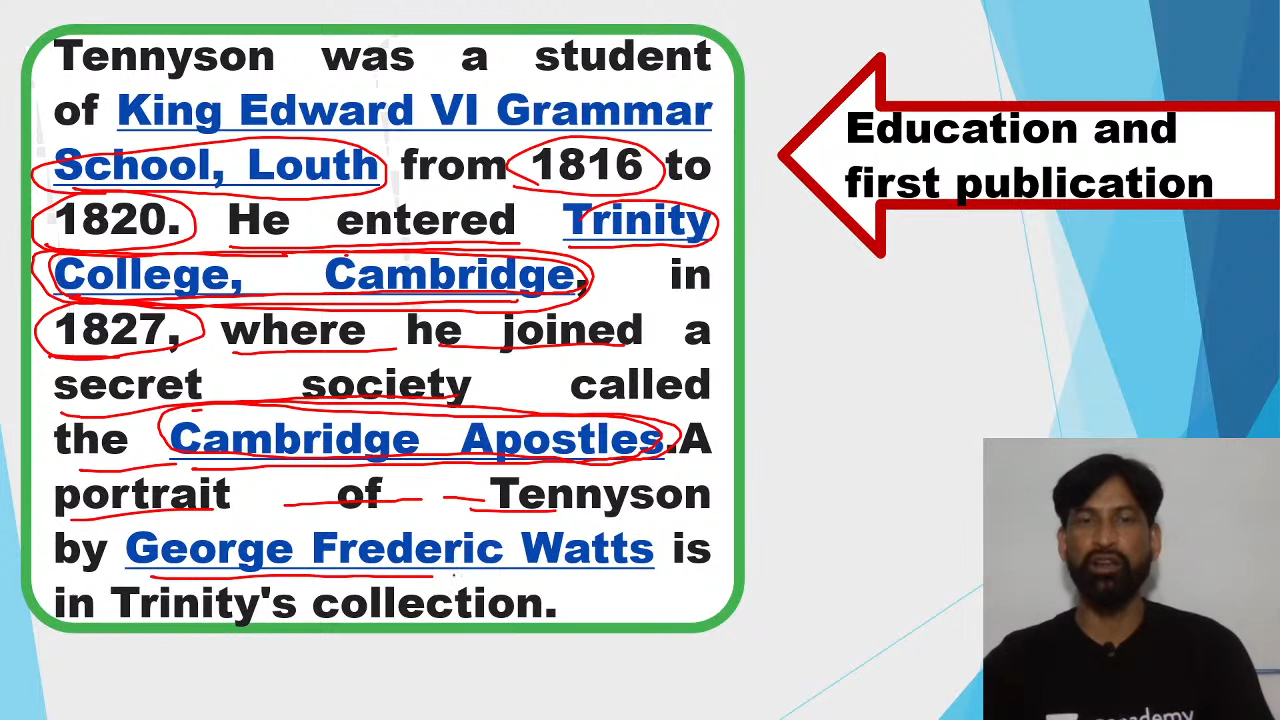 Tennyson was a student
of King Edward VI Grammar
School, Louth from 1816 to
1820. He entered Trinity
College, Cambridge, in
1827, where he joined a
secret society called
the Cambridge Apostles.A
portrait of Tennyson
by George Frederic Watts is
in Trinity's collection.
Education and
first publication